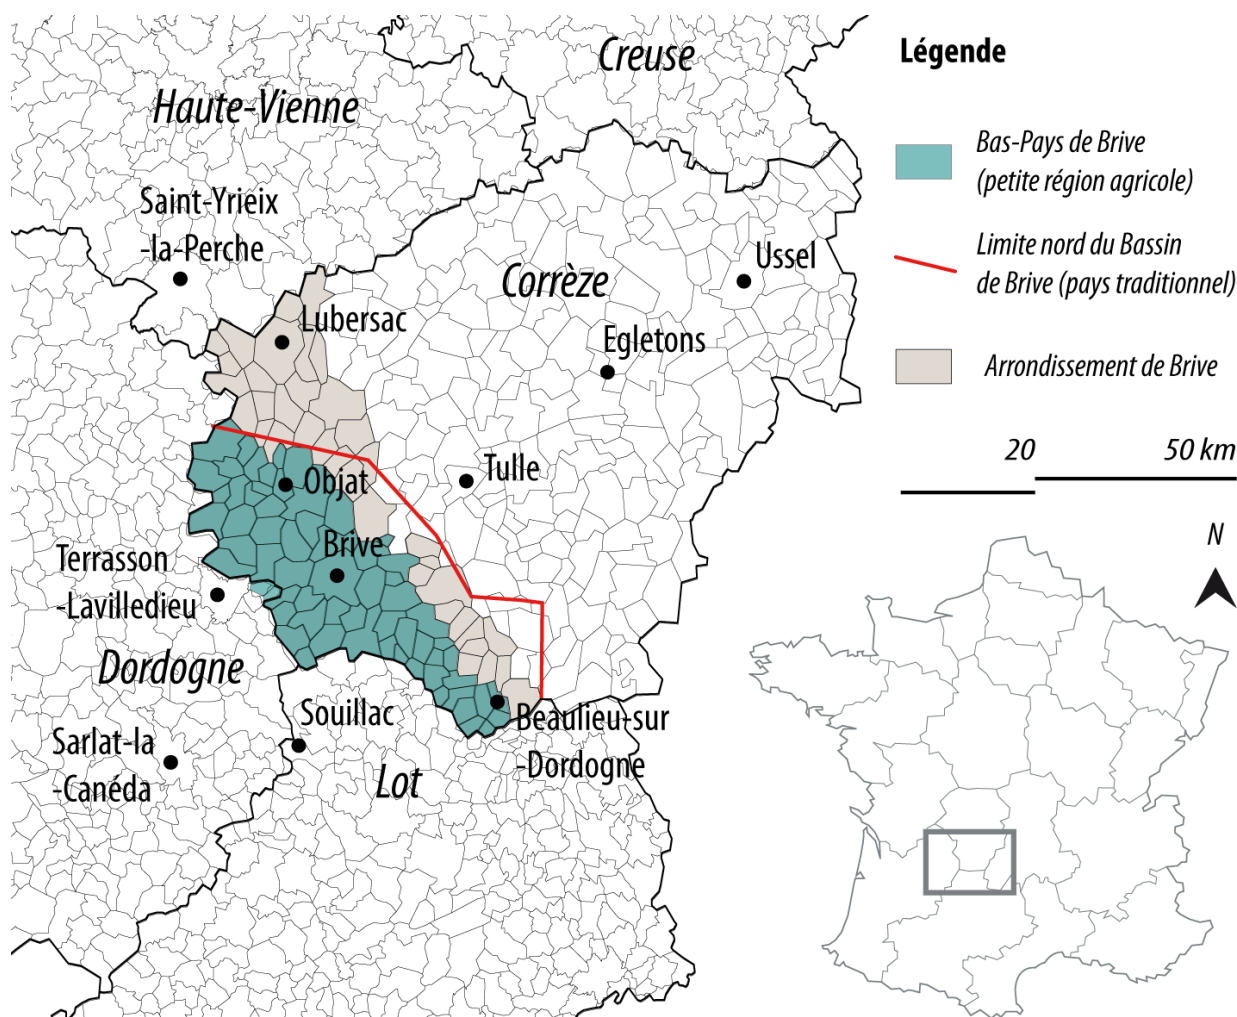 Creuse
Haute-Vienne
Saint-Yrieix
-la-Perche
Ussel
Corrèze
Lubersac
Egletons
Tulle
Objat
Brive
Terrasson
-Lavilledieu
Dordogne
Souillac
Beaulieu-sur
-Dordogne
Sarlat-la
-Canéda
Lot
Légende
Bas-Pays de Brive
(petite région agricole)
Limite nord du Bassin
de Brive (pays traditionnel)
Arrondissement de Brive
20
50 km
N